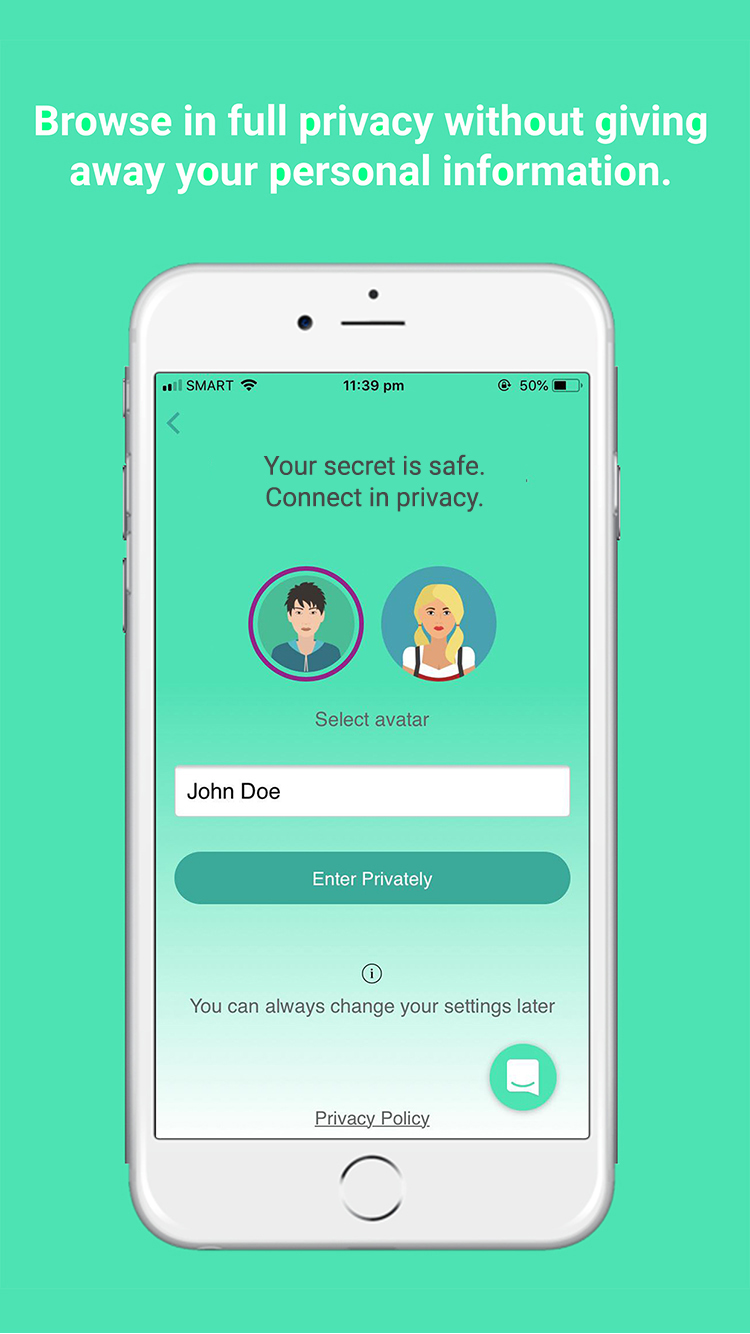 Browse in full privacy without giving
away your personal information.
SMART 11:39 pm 50%
Your secret is safe.
Connect in privacy.
Select avatar
John Doe
Enter Privately
You can always change your settings later
Privacy Policy